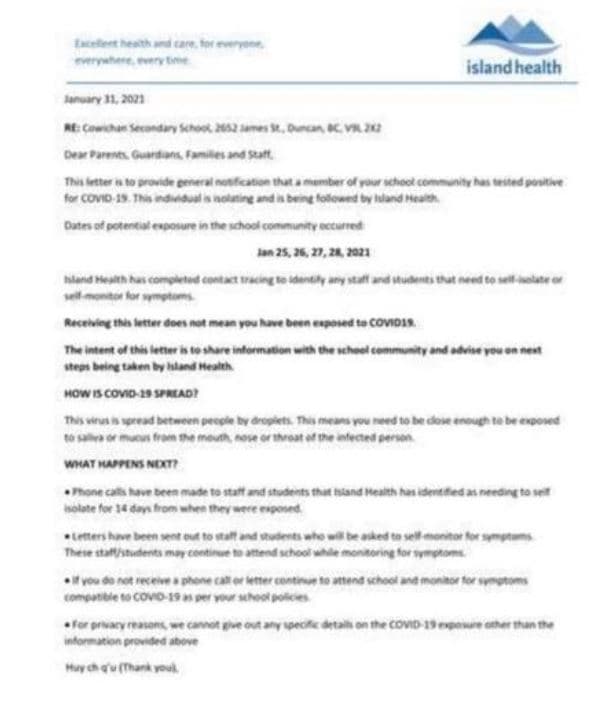 Excellent health and care, for everyone,
everywhere, every time.
island health
January 31, 2021
RE: Cowichan Secondary School, 2652 James St., Duncan, BC, V9L 2X2
Dear Parents, Guardians, Families and Staff,
This letter is to provide general notification that a member of your school community has tested positive
for COVID-19. This individual is isolating and is being followed by Island Health.
Dates of potential exposure in the school community occurred:
Jan 25, 26, 27, 28, 2021
Island Health has completed contact tracing to identify any staff and students that need to self-isolate or
self-monitor for symptoms.
Receiving this letter does not mean you have been exposed to COVID19.
The intent of this letter is to share information with the school community and advise you on next
steps being taken by Island Health.
HOW IS COVID-19 SPREAD?
This virus is spread between people by droplets. This means you need to be close enough to be exposed
to saliva or mucus from the mouth, nose or throat of the infected person.
WHAT HAPPENS NEXT?
• Phone calls have been made to staff and students that Island Health has identified as needing to self
isolate for 14 days from when they were exposed.
• Letters have been sent out to staff and students who will be asked to self-monitor for symptoms.
These staff/students may continue to attend school while monitoring for symptoms.
• If you do not receive a phone call or letter continue to attend school and monitor for symptoms
compatible to COVID-19 as per your school policies.
• For privacy reasons, we cannot give out any specific details on the COVID-19 exposure other than the
information provided above
Huy ch q'u (Thank you),